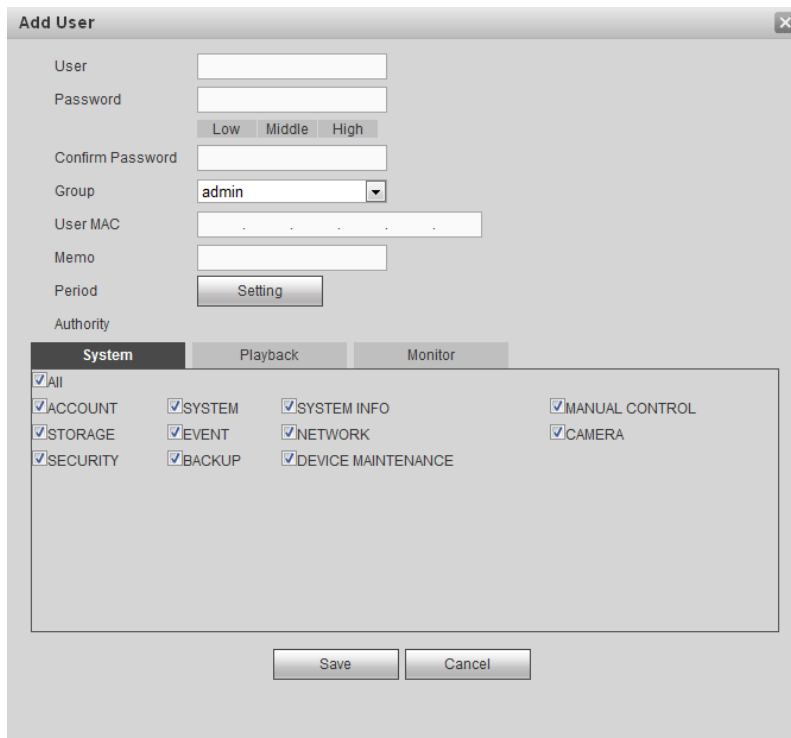 Add User
User
Password
Low Middle High
Confirm Password
Group admin
User MAC . . . . .
Memo
Period Setting
Authority
System Playback Monitor
All
ACCOUNT SYSTEM SYSTEM INFO MANUAL CONTROL
STORAGE EVENT NETWORK CAMERA
SECURITY BACKUP DEVICE MAINTENANCE
Save Cancel